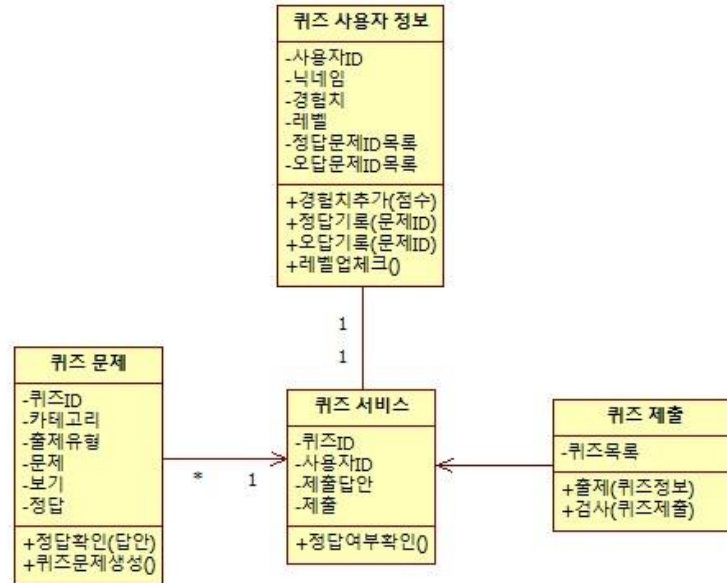 퀴즈 사용자 정보
-사용자ID
-닉네임
-경험치
-레벨
-정답문제ID목록
-오답문제ID목록
+경험치추가(점수)
+정답기록(문제ID)
+오답기록(문제ID)
+레벨업체크()
1
1
퀴즈 문제
-퀴즈ID
-카테고리
-출제유형
-문제
-보기
-정답
+정답확인(답안)
+퀴즈문제생성()
*
1
퀴즈 서비스
-퀴즈ID
-사용자ID
-제출답안
-제출
+정답여부확인()
퀴즈 제출
-퀴즈목록
+출제(퀴즈정보)
+검사(퀴즈제출)